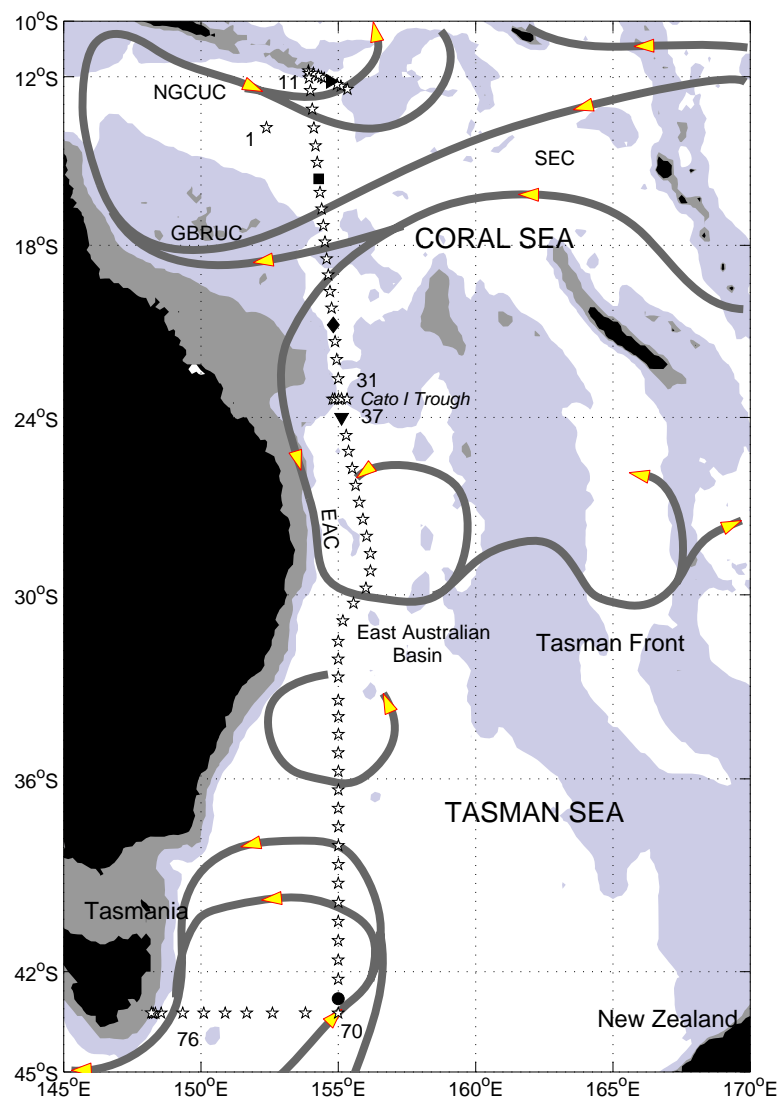 10°S
12°S
11
NGCUC
1
SEC
GBRUC
CORAL SEA
18°S
31
Cato I Trough
24°S
37
EAC
30°S
East Australian
Basin
Tasman Front
36°S
TASMAN SEA
Tasmania
42°S
76
70
New Zealand
45°S
145°E
150°E
155°E
160°E
165°E
170°E